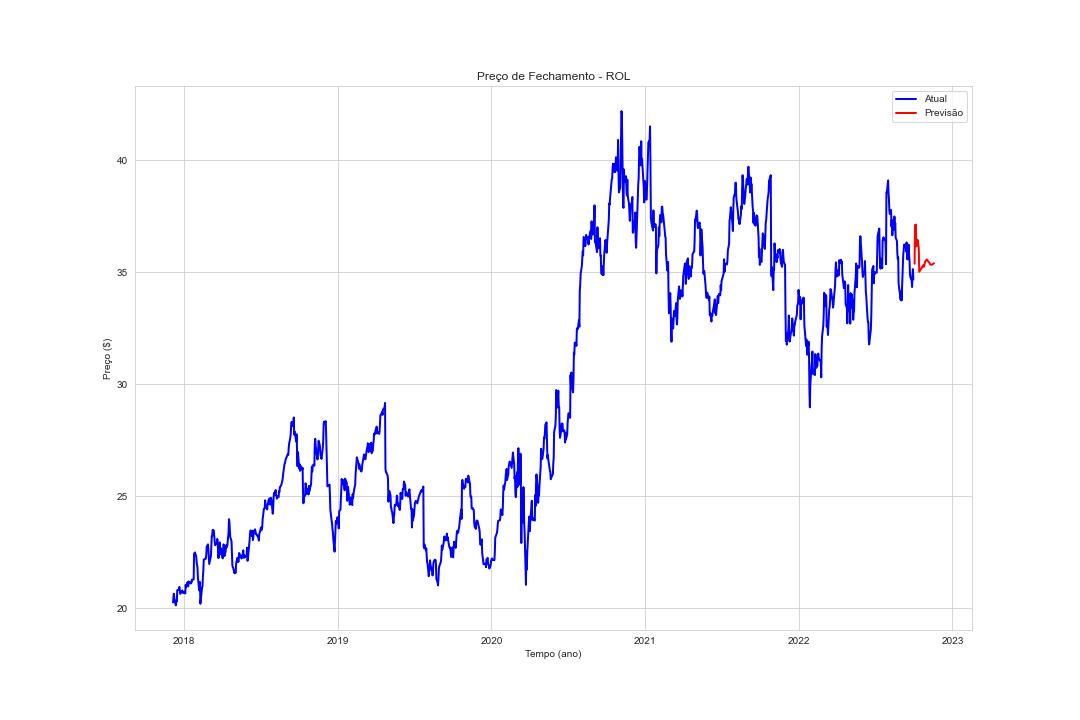 Preço de Fechamento - ROL
Atual
Previsão
Preço ($)
40
35
30
25
20
2018
2019
2020
2021
2022
2023
Tempo (ano)